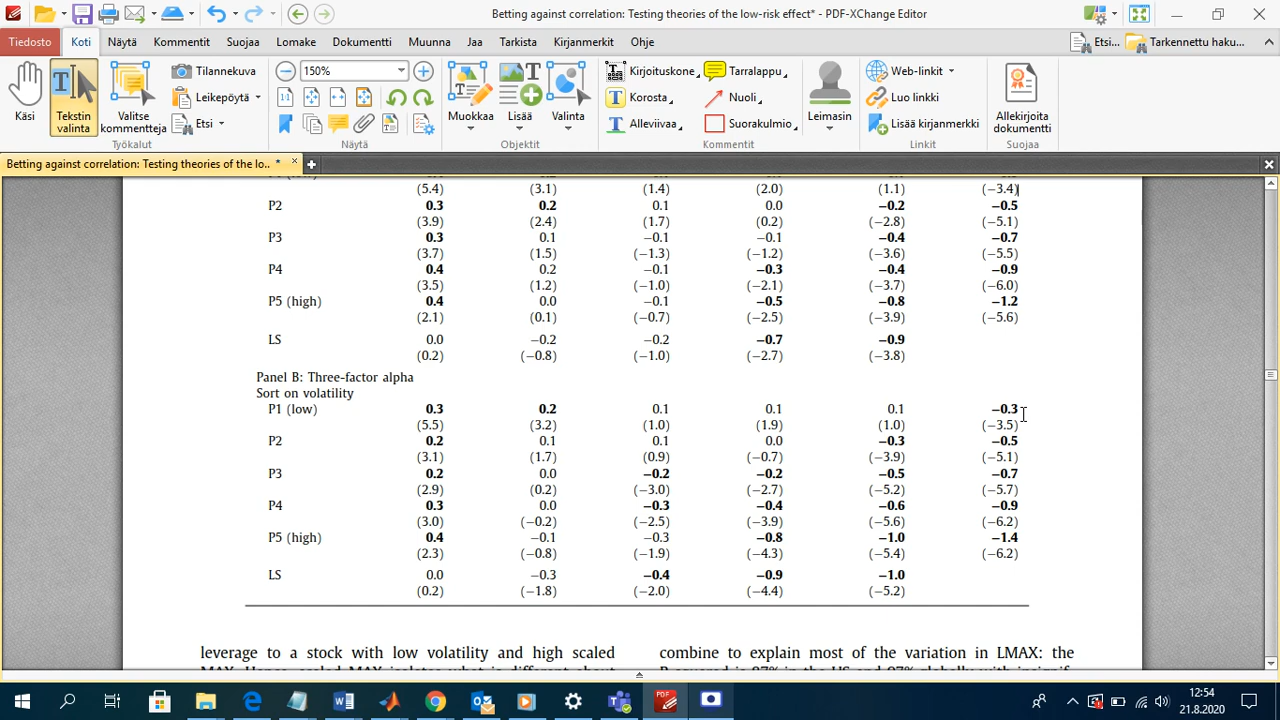 Betting against correlation: Testing theories of the low-risk effect* - PDF-XChange Editor
Tiedosto Koti Näytä Kommentit Suojaa Lomake Dokumentti Muunna Jaa Tarkista Kirjanmerkit Ohje Etsi... Tarkennettu haku...
Käsi
Tekstin valinta
Tilannekuva
Leikepöytä
Etsi
Valitse kommentteja
Työkalut
150%
Näytä
Muokkaa
Lisää
Valinta
Objektit
Kirjoituskone
Korosta
Alleviivaa
Tarralappu
Nuoli
Suorakulmio
Leimasin
Kommentit
Web-linkit
Luo linkki
Lisää kirjanmerkki
Linkit
Allekirjoita dokumentti
Suojaa
Betting against correlation: Testing theories of the lo.. *
(5.4) (3.1) (1.4) (2.0) (1.1) (−3.4)
P2 0.3 0.2 0.1 0.0 −0.2 −0.5
(3.9) (2.4) (1.7) (0.2) (−2.8) (−5.1)
P3 0.3 0.1 −0.1 −0.1 −0.4 −0.7
(3.7) (1.5) (−1.3) (−1.2) (−3.6) (−5.5)
P4 0.4 0.2 −0.1 −0.3 −0.4 −0.9
(3.5) (1.2) (−1.0) (−2.1) (−3.7) (−6.0)
P5 (high) 0.4 0.0 −0.1 −0.5 −0.8 −1.2
(2.1) (0.1) (−0.7) (−2.5) (−3.9) (−5.6)
LS 0.0 −0.2 −0.2 −0.7 −0.9
(0.2) (−0.8) (−1.0) (−2.7) (−3.8)
Panel B: Three-factor alpha
Sort on volatility
P1 (low) 0.3 0.2 0.1 0.1 0.1 −0.3
(5.5) (3.2) (1.0) (1.9) (1.0) (−3.5)
P2 0.2 0.1 0.1 0.0 −0.3 −0.5
(3.1) (1.7) (0.9) (−0.7) (−3.9) (−5.1)
P3 0.2 0.0 −0.2 −0.2 −0.5 −0.7
(2.9) (0.2) (−3.0) (−2.7) (−5.2) (−5.7)
P4 0.3 0.0 −0.3 −0.4 −0.6 −0.9
(3.0) (−0.2) (−2.5) (−3.9) (−5.6) (−6.2)
P5 (high) 0.4 −0.1 −0.3 −0.8 −1.0 −1.4
(2.3) (−0.8) (−1.9) (−4.3) (−5.4) (−6.2)
LS 0.0 −0.3 −0.4 −0.9 −1.0
(0.2) (−1.8) (−2.0) (−4.4) (−5.2)
leverage to a stock with low volatility and high scaled
combine to explain most of the variation in LMAX: the
12:54
21.8.2020